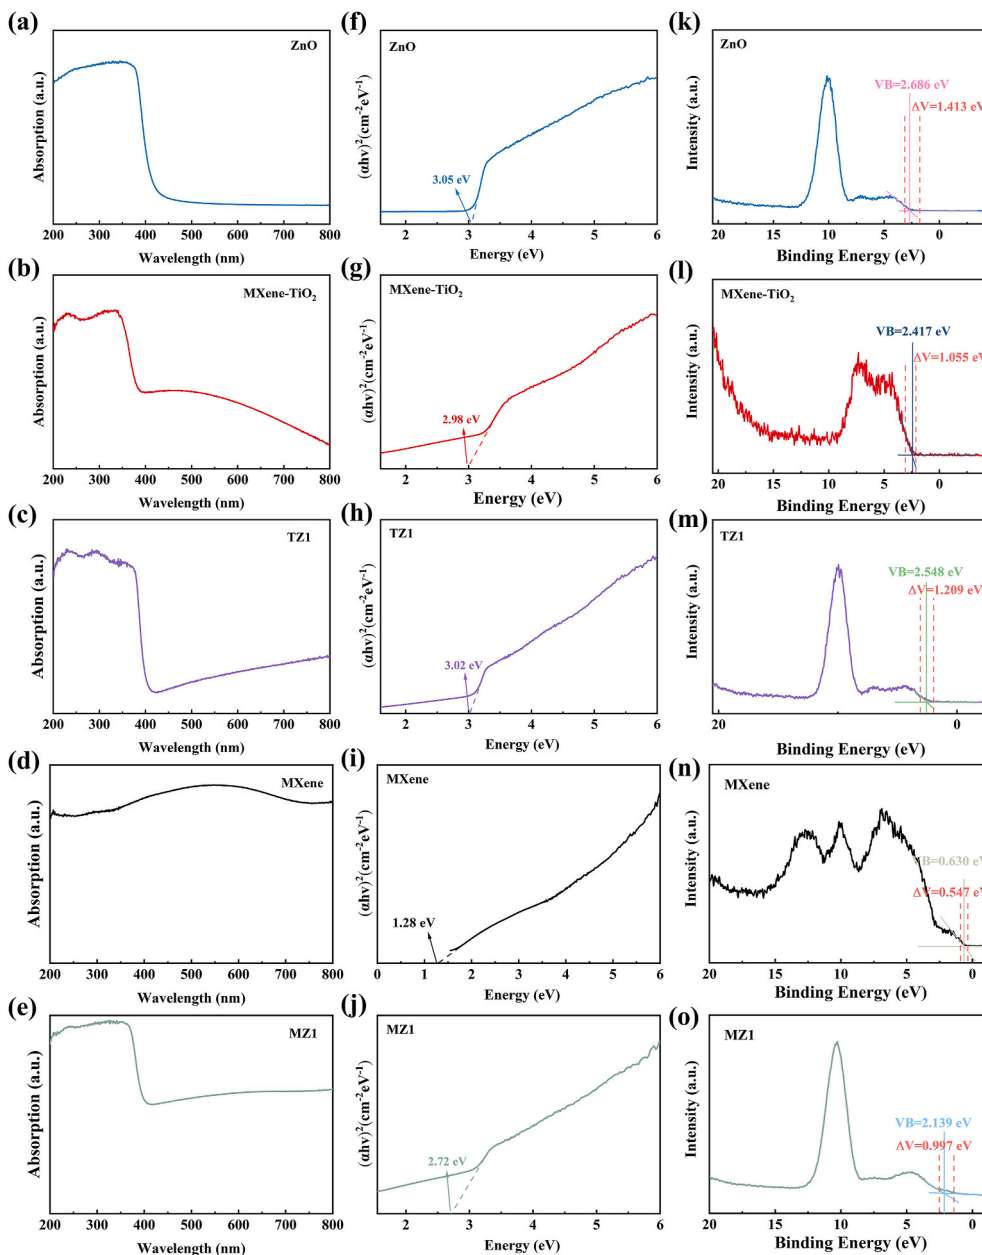 (a)
ZnO
Absorption (a.u.)
200 300 400 500 600 700 800
Wavelength (nm)
(f)
ZnO
(αhv)²(cm⁻²eV⁻¹)
3.05 eV
2 3 4 5 6
Energy (eV)
(k)
ZnO
VB=2.686 eV
ΔV=1.413 eV
Intensity (a.u.)
20 15 10 5 0
Binding Energy (eV)
(b)
MXene-TiO₂
Absorption (a.u.)
200 300 400 500 600 700 800
Wavelength (nm)
(g)
MXene-TiO₂
(αhv)²(cm⁻²eV⁻¹)
2.98 eV
2 3 4 5 6
Energy (eV)
(l)
MXene-TiO₂
VB=2.417 eV
ΔV=1.055 eV
Intensity (a.u.)
20 15 10 5 0
Binding Energy (eV)
(c)
TZ1
Absorption (a.u.)
200 300 400 500 600 700 800
Wavelength (nm)
(h)
TZ1
(αhv)²(cm⁻²eV⁻¹)
3.02 eV
2 3 4 5 6
Energy (eV)
(m)
TZ1
VB=2.548 eV
ΔV=1.209 eV
Intensity (a.u.)
20 10 0
Binding Energy (eV)
(d)
MXene
Absorption (a.u.)
200 300 400 500 600 700 800
Wavelength (nm)
(i)
MXene
(αhv)²(cm⁻²eV⁻¹)
1.28 eV
0 1 2 3 4 5 6
Energy (eV)
(n)
MXene
VB=0.630 eV
ΔV=0.547 eV
Intensity (a.u.)
20 15 10 5 0
Binding Energy (eV)
(e)
MZ1
Absorption (a.u.)
200 300 400 500 600 700 800
Wavelength (nm)
(j)
MZ1
(αhv)²(cm⁻²eV⁻¹)
2.72 eV
2 3 4 5 6
Energy (eV)
(o)
MZ1
VB=2.139 eV
ΔV=0.997 eV
Intensity (a.u.)
20 15 10 5 0
Binding Energy (eV)